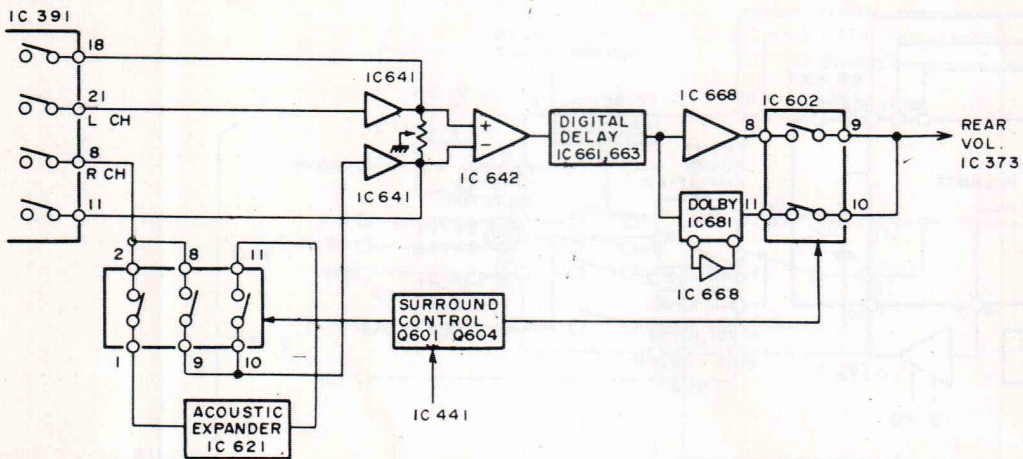 IC 391
18
21
L CH
8
R CH
11
IC641
IC641
+
−
IC 642
DIGITAL
DELAY
IC 661, 663
IC 668
IC 602
8
9
11
10
DOLBY
IC681
IC 668
REAR
VOL.
IC 373
2
8
11
1
9
10
SURROUND
CONTROL
Q601 Q604
IC 441
ACOUSTIC
EXPANDER
IC 621